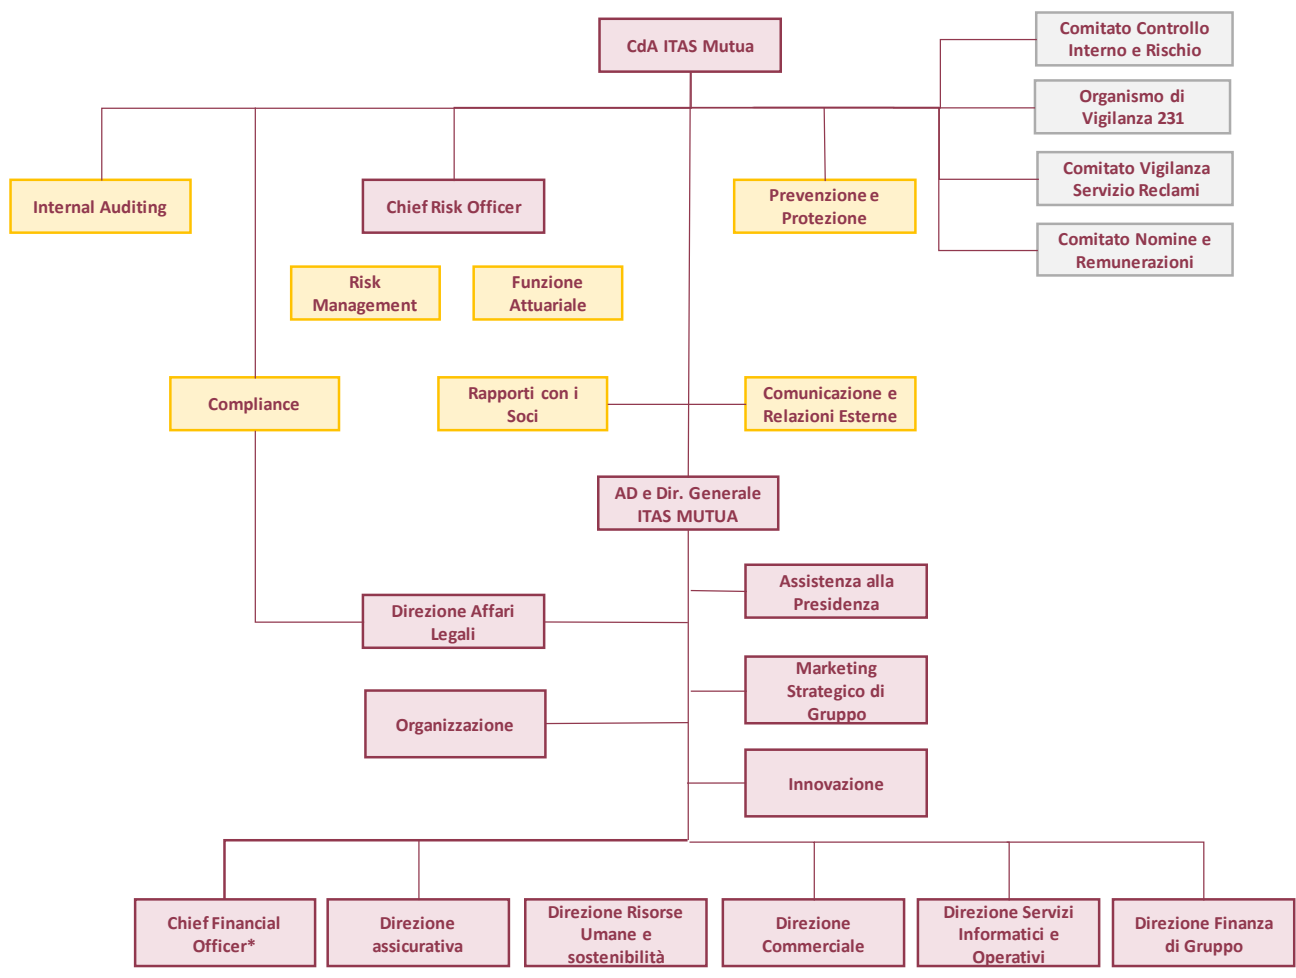 CdA ITAS Mutua
Comitato Controllo
Interno e Rischio
Organismo di
Vigilanza 231
Comitato Vigilanza
Servizio Reclami
Comitato Nomine e
Remunerazioni
Internal Auditing
Chief Risk Officer
Prevenzione e
Protezione
Risk
Management
Funzione
Attuariale
Compliance
Rapporti con i
Soci
Comunicazione e
Relazioni Esterne
AD e Dir. Generale
ITAS MUTUA
Assistenza alla
Presidenza
Direzione Affari
Legali
Marketing
Strategico di
Gruppo
Organizzazione
Innovazione
Chief Financial
Officer*
Direzione
assicurativa
Direzione Risorse
Umane e
sostenibilità
Direzione
Commerciale
Direzione Servizi
Informatici e
Operativi
Direzione Finanza
di Gruppo